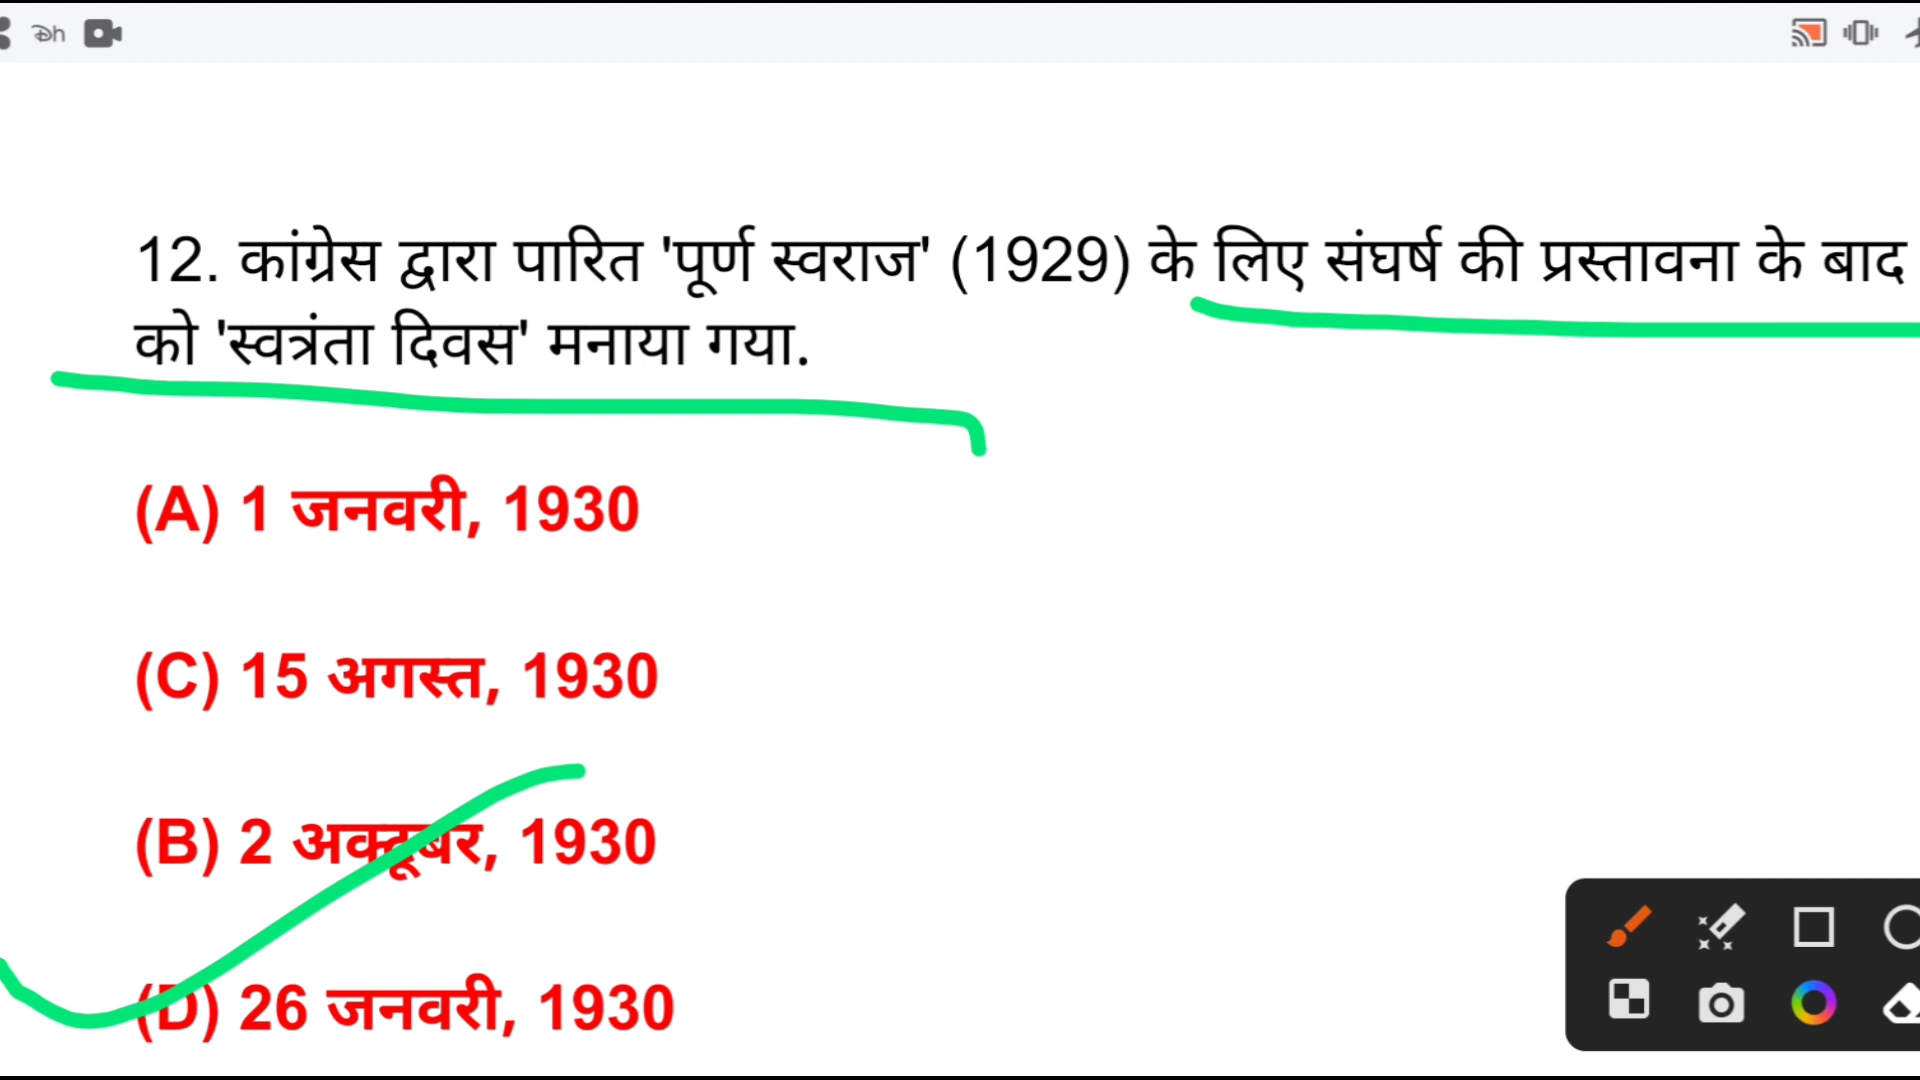 Dh
12. कांग्रेस द्वारा पारित 'पूर्ण स्वराज' (1929) के लिए संघर्ष की प्रस्तावना के बाद
को 'स्वत्रंता दिवस' मनाया गया.
(A) 1 जनवरी, 1930
(C) 15 अगस्त, 1930
(B) 2 अक्टूबर, 1930
(D) 26 जनवरी, 1930